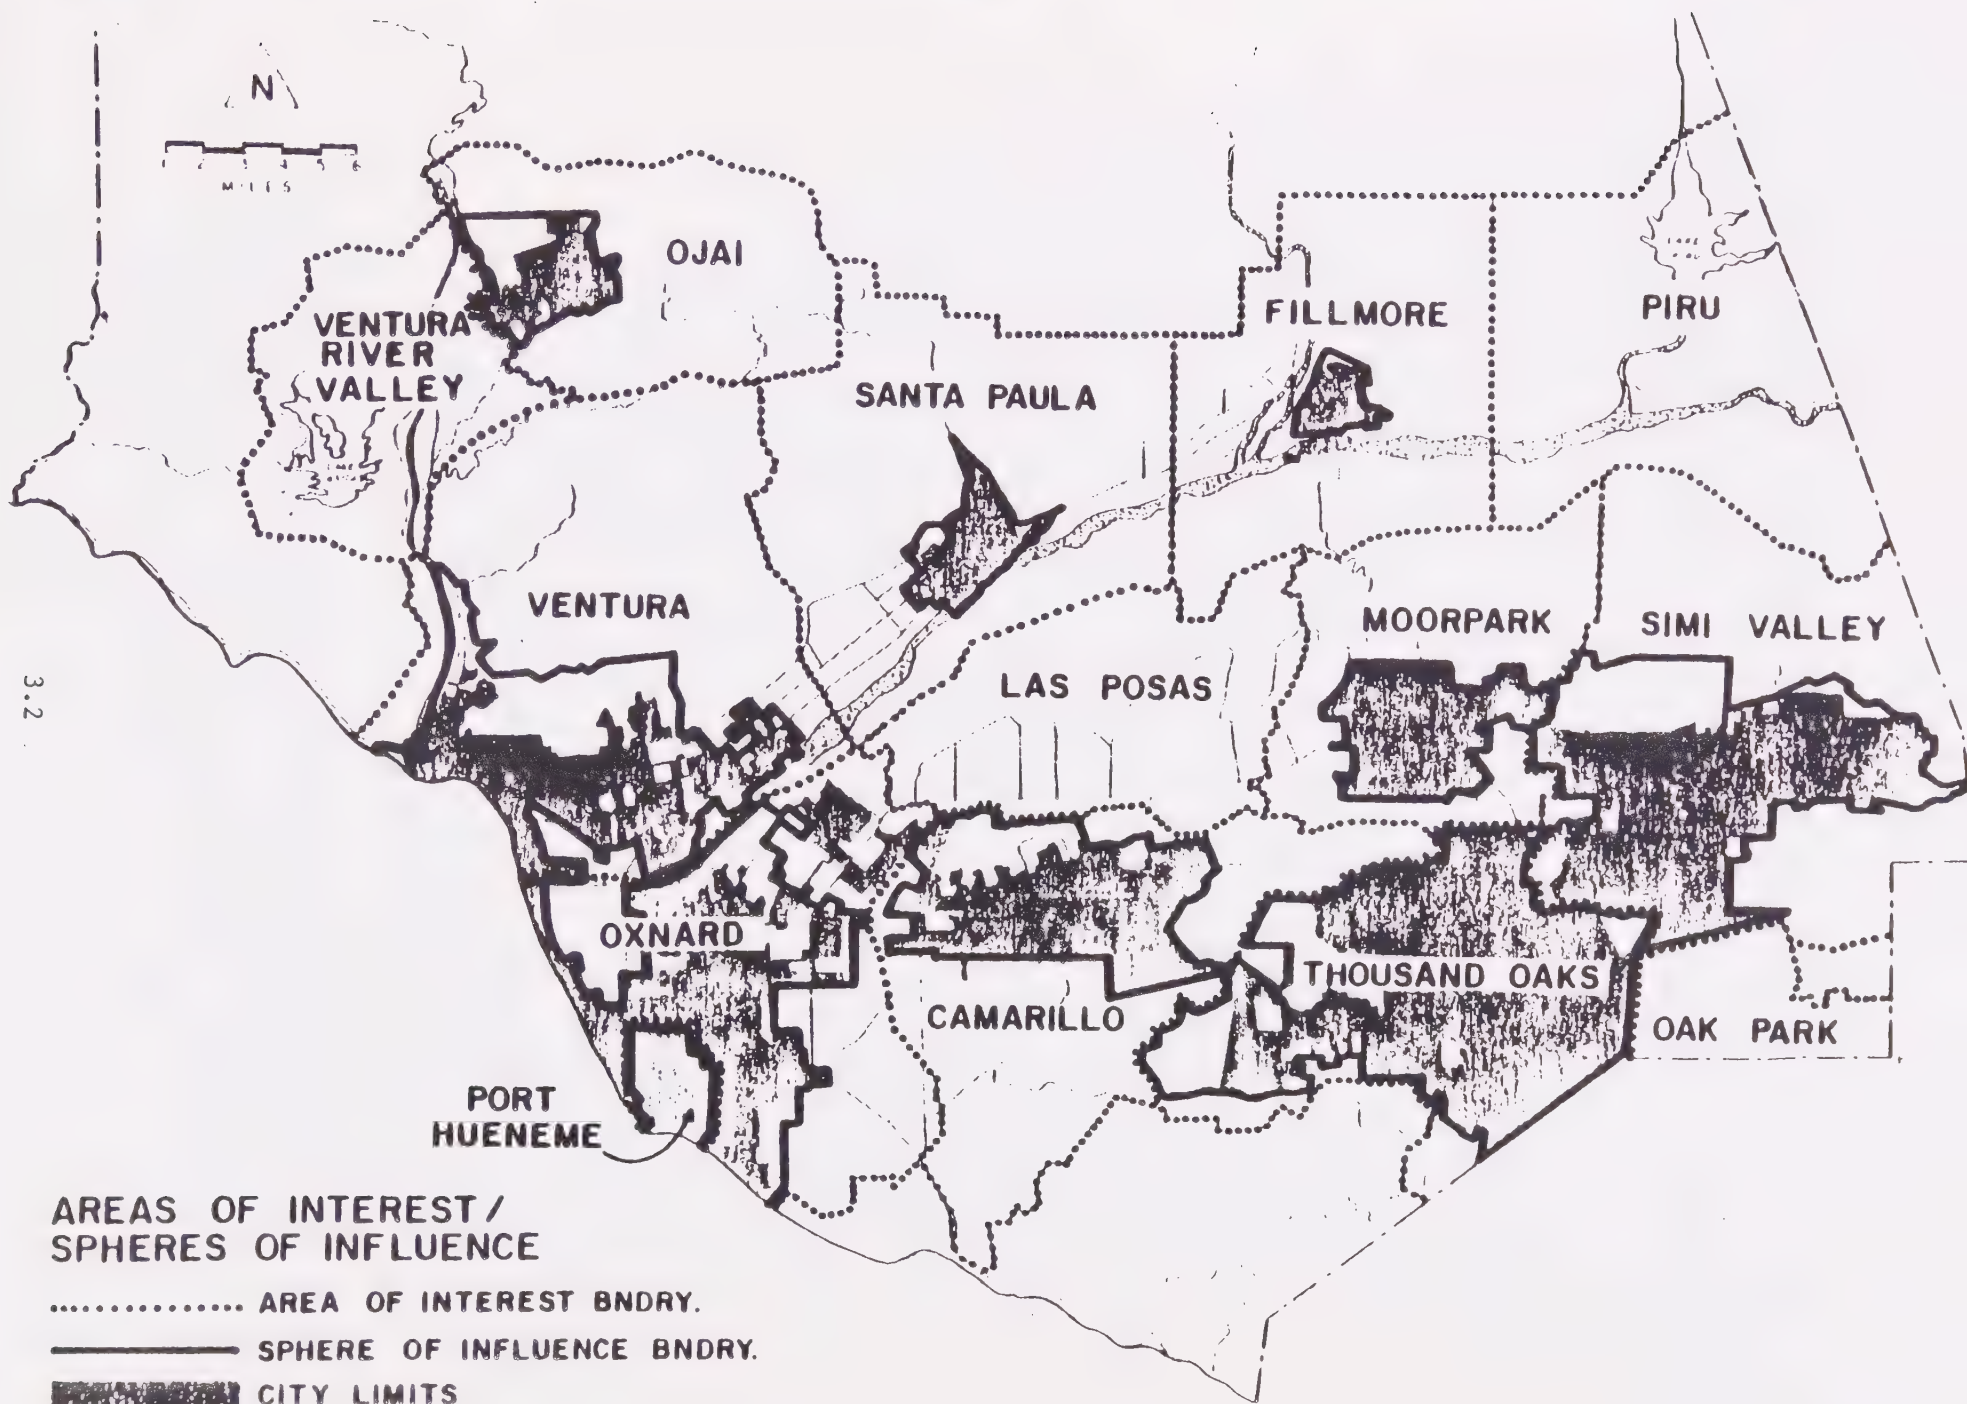 N
MILES
OJAI
VENTURA
RIVER
VALLEY
FILLMORE
PIRU
SANTA PAULA
VENTURA
MOORPARK
SIMI VALLEY
LAS POSAS
3.2
OXNARD
THOUSAND OAKS
CAMARILLO
OAK PARK
PORT
HUENEME
AREAS OF INTEREST/
SPHERES OF INFLUENCE
AREA OF INTEREST BNDRY.
SPHERE OF INFLUENCE BNDRY.
CITY LIMITS